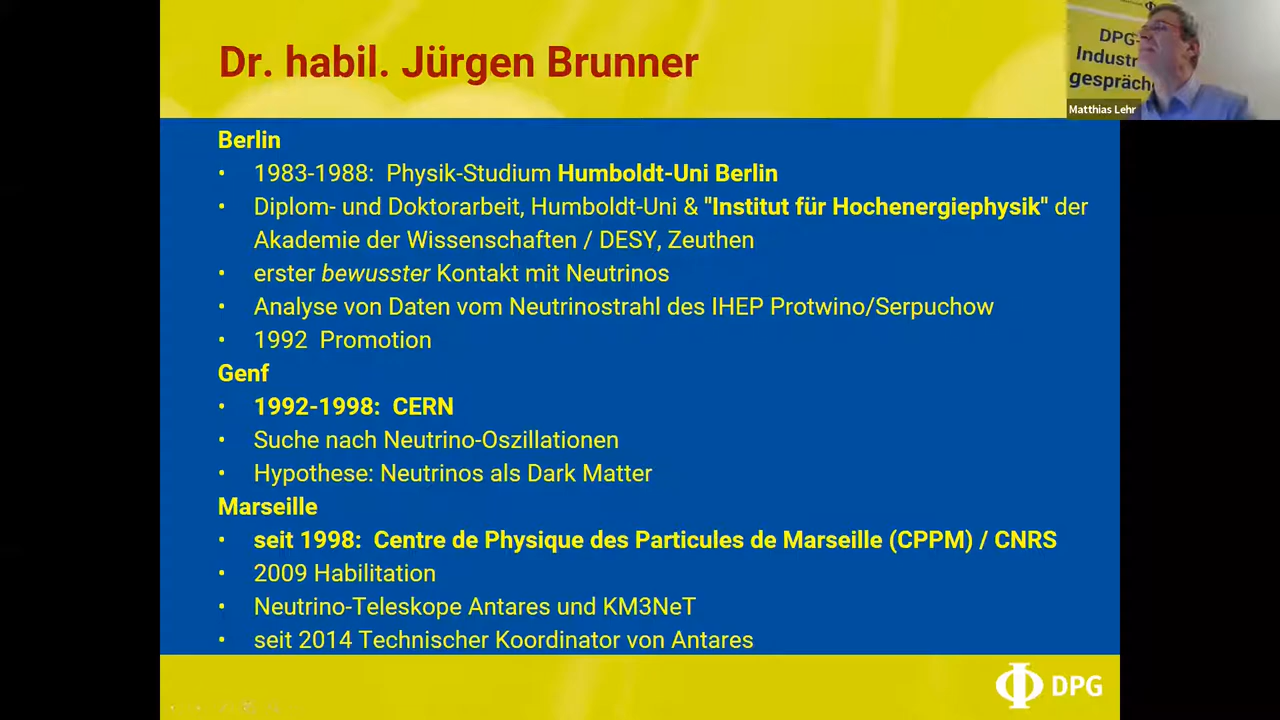 Dr. habil. Jürgen Brunner
DPG-
Industr
gespräche
Matthias Lehr
Berlin
• 1983-1988: Physik-Studium Humboldt-Uni Berlin
• Diplom- und Doktorarbeit, Humboldt-Uni & "Institut für Hochenergiephysik" der
Akademie der Wissenschaften / DESY, Zeuthen
• erster bewusster Kontakt mit Neutrinos
• Analyse von Daten vom Neutrinostrahl des IHEP Protwino/Serpuchow
• 1992 Promotion
Genf
• 1992-1998: CERN
• Suche nach Neutrino-Oszillationen
• Hypothese: Neutrinos als Dark Matter
Marseille
• seit 1998: Centre de Physique des Particules de Marseille (CPPM) / CNRS
• 2009 Habilitation
• Neutrino-Teleskope Antares und KM3NeT
• seit 2014 Technischer Koordinator von Antares
DPG